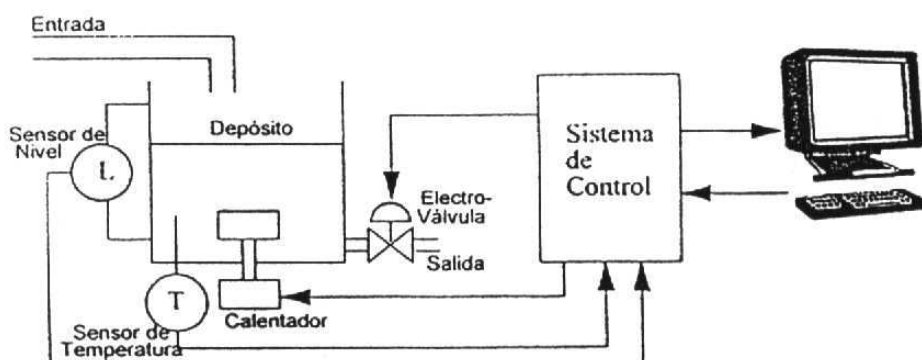 Entrada
Depósito
Sensor de
Nivel
L
Sistema
de
Control
Electro-
Válvula
Salida
T
Calentador
Sensor de
Temperatura